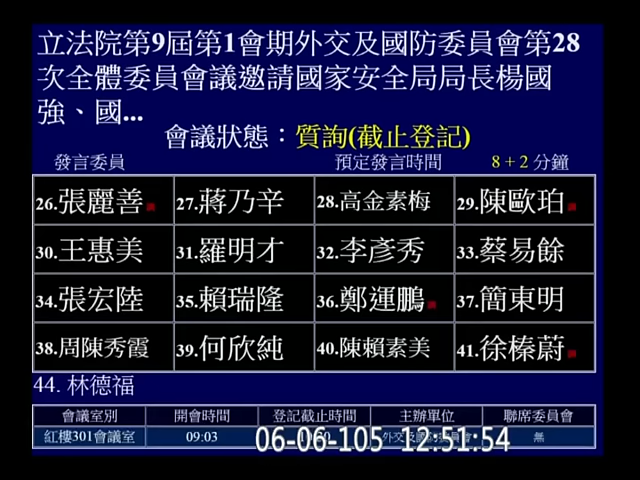 立法院第9屆第1會期外交及國防委員會第28
次全體委員會議邀請國家安全局局長楊國
強、國...
會議狀態：質詢(截止登記)
發言委員 預定發言時間 8 + 2 分鐘
26.張麗善 27.蔣乃辛 28.高金素梅 29.陳歐珀
30.王惠美 31.羅明才 32.李彥秀 33.蔡易餘
34.張宏陸 35.賴瑞隆 36.鄭運鵬 37.簡東明
38.周陳秀霞 39.何欣純 40.陳賴素美 41.徐榛蔚
44. 林德福
會議室別 開會時間 登記截止時間 主辦單位 聯席委員會
紅樓301會議室 09:03 外交及國防委員會 無
06-06-105 12:51:54